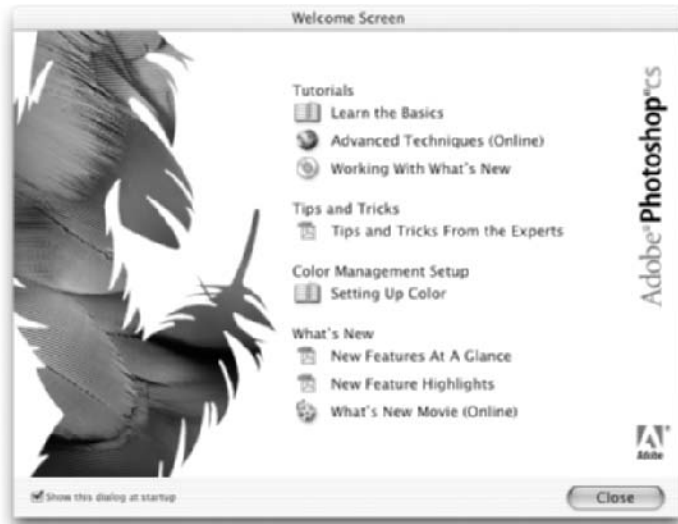 Welcome Screen
Tutorials
Learn the Basics
Advanced Techniques (Online)
Working With What's New
Tips and Tricks
Tips and Tricks From the Experts
Color Management Setup
Setting Up Color
What's New
New Features At A Glance
New Feature Highlights
What's New Movie (Online)
Adobe® Photoshop® CS
Adobe
Show this dialog at startup
Close